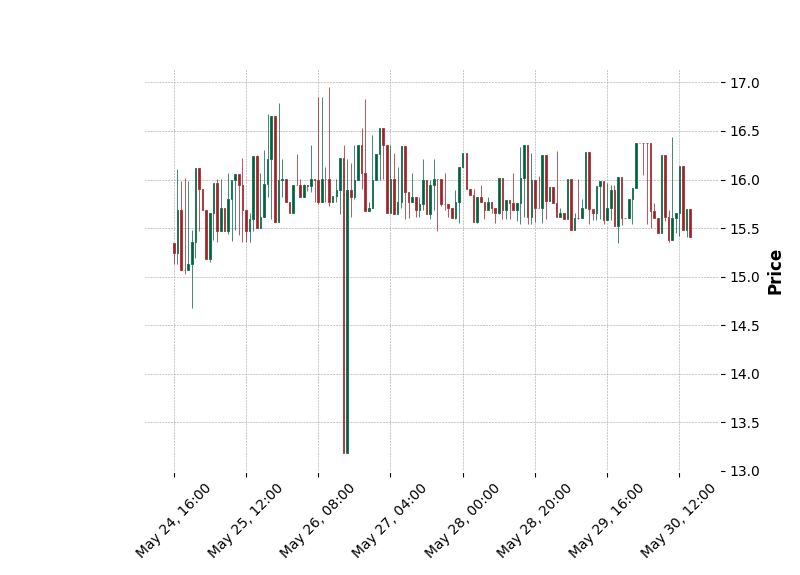 17.0
16.5
16.0
15.5
15.0
14.5
14.0
13.5
13.0
Price
May 24, 16:00
May 25, 12:00
May 26, 08:00
May 27, 04:00
May 28, 00:00
May 28, 20:00
May 29, 16:00
May 30, 12:00